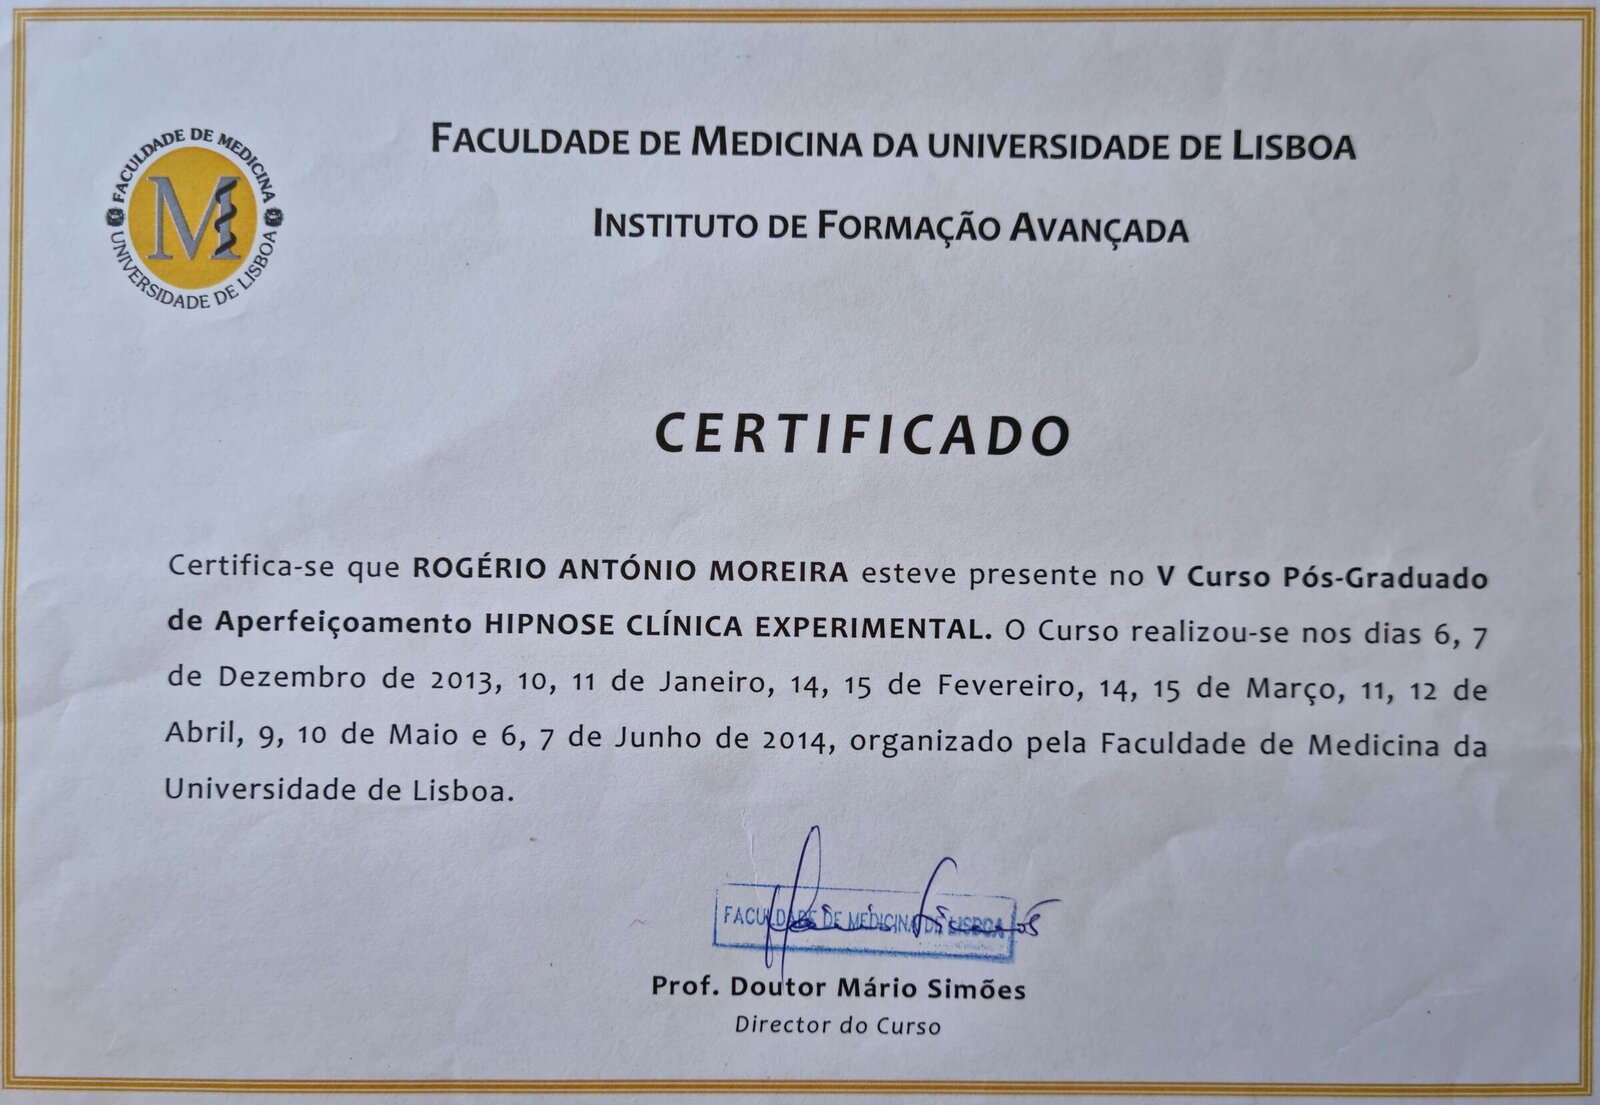 FACULDADE DE MEDICINA
UNIVERSIDADE DE LISBOA
M
FACULDADE DE MEDICINA DA UNIVERSIDADE DE LISBOA
INSTITUTO DE FORMAÇÃO AVANÇADA
CERTIFICADO
Certifica-se que ROGÉRIO ANTÓNIO MOREIRA esteve presente no V Curso Pós-Graduado
de Aperfeiçoamento HIPNOSE CLÍNICA EXPERIMENTAL. O Curso realizou-se nos dias 6, 7
de Dezembro de 2013, 10, 11 de Janeiro, 14, 15 de Fevereiro, 14, 15 de Março, 11, 12 de
Abril, 9, 10 de Maio e 6, 7 de Junho de 2014, organizado pela Faculdade de Medicina da
Universidade de Lisboa.
FACULDADE DE MEDICINA DE LISBOA
Mário Simões
Prof. Doutor Mário Simões
Director do Curso